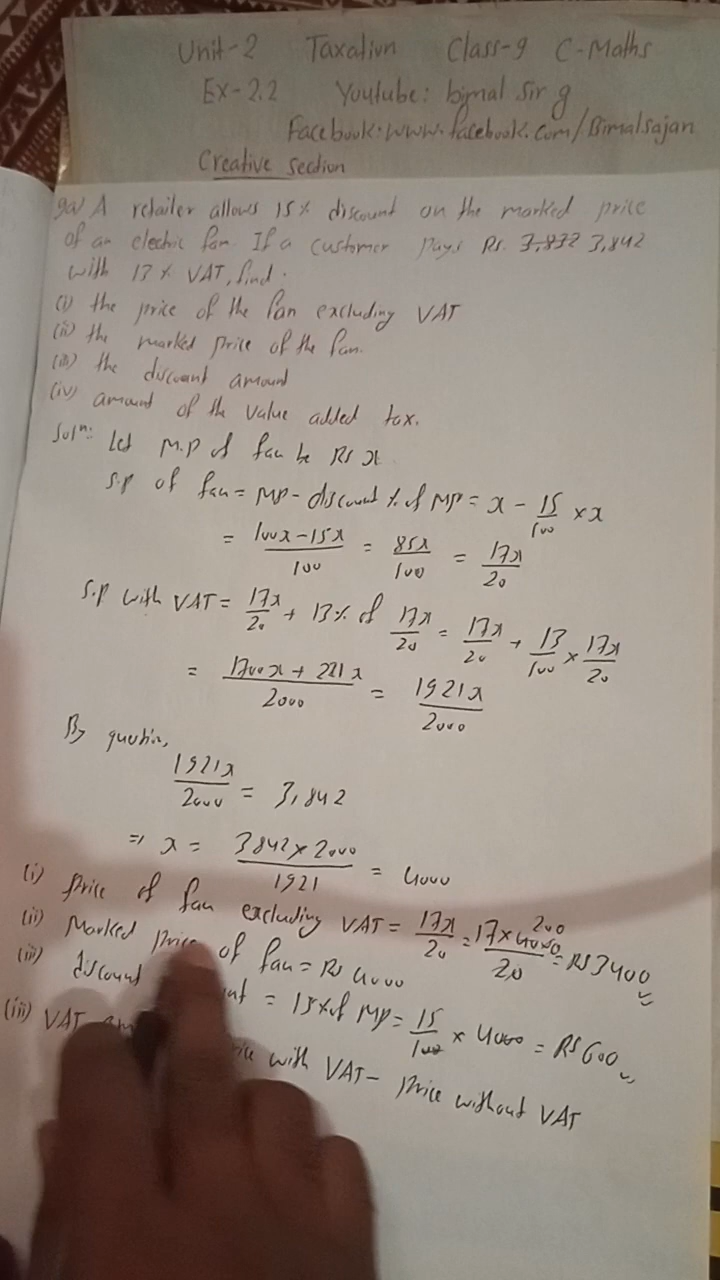 Unit-2 Taxation Class-9 C-Maths
Ex-2.2 Youtube: bimal sir g
Facebook:www.facebook.com/Bimalsajan
Creative section
9a) A retailer allows 15% discount on the marked price
of an electric fan. If a customer pays Rs. 3,832 3,842
with 13% VAT, find.
(i) the price of the fan excluding VAT
(ii) the marked price of the fan.
(iii) the discount amount
(iv) amount of the value added tax.
Solⁿ: Let M.P of fan be Rs x
S.P of fan = MP - discount % of MP = x - 15/100 × x
= 100x-15x/100 = 85x/100 = 17x/20
S.P with VAT = 17x/20 + 13% of 17x/20 = 17x/20 + 13/100 × 17x/20
= 1700x + 221x/2000 = 1921x/2000
By question,
1921x/2000 = 3,842
⇒ x = 3842×2000/1921 = 4000
(i) Price of fan excluding VAT = 17x/20 = 17×4000/20 200 = Rs 3400
(ii) Marked price of fan = Rs 4000
(iii) discount = 15% of MP = 15/100 × 4000 = Rs 600
(iii) VAT with VAT - Price without VAT